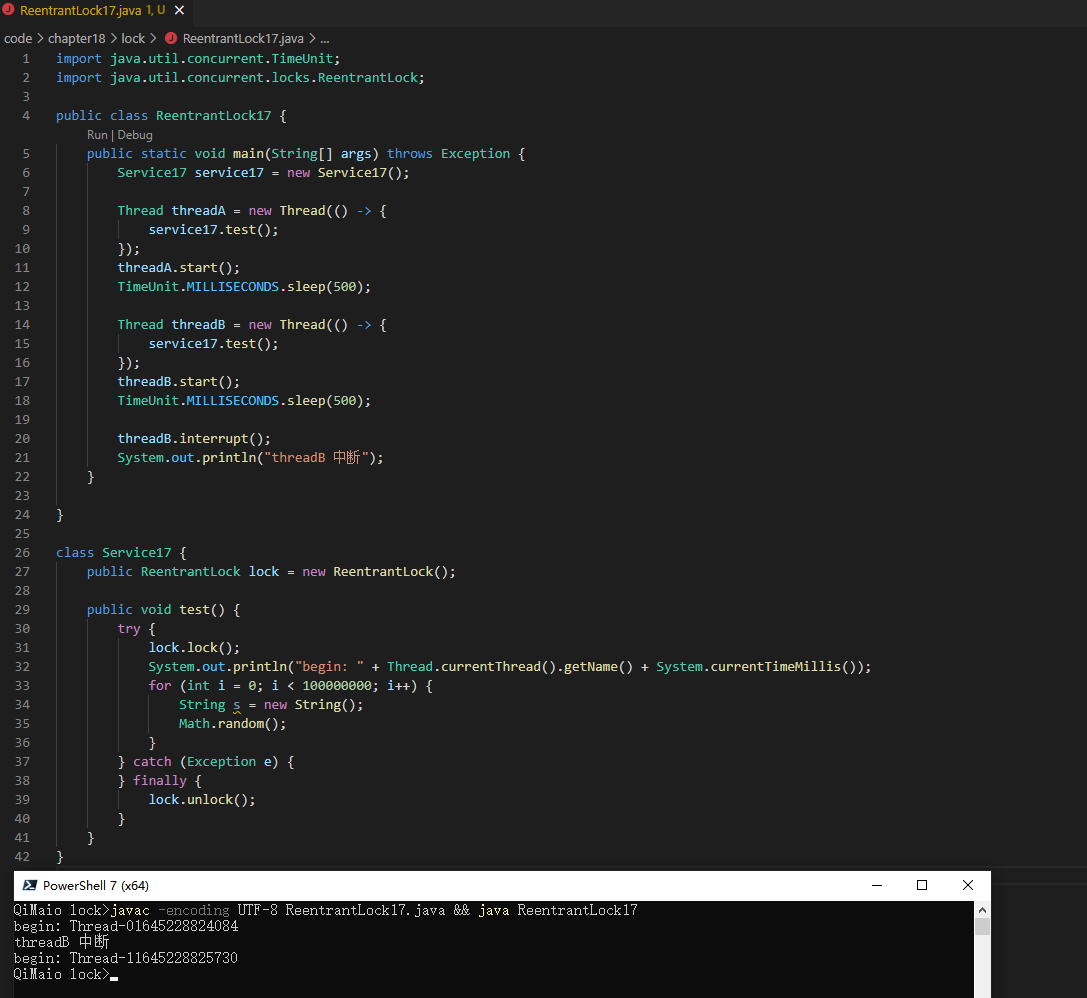 ReentrantLock17.java 1, U
code > chapter18 > lock > ReentrantLock17.java > ...
1 import java.util.concurrent.TimeUnit;
2 import java.util.concurrent.locks.ReentrantLock;
3
4 public class ReentrantLock17 {
Run | Debug
5 public static void main(String[] args) throws Exception {
6 Service17 service17 = new Service17();
7
8 Thread threadA = new Thread(() -> {
9 service17.test();
10 });
11 threadA.start();
12 TimeUnit.MILLISECONDS.sleep(500);
13
14 Thread threadB = new Thread(() -> {
15 service17.test();
16 });
17 threadB.start();
18 TimeUnit.MILLISECONDS.sleep(500);
19
20 threadB.interrupt();
21 System.out.println("threadB 中断");
22 }
23
24 }
25
26 class Service17 {
27 public ReentrantLock lock = new ReentrantLock();
28
29 public void test() {
30 try {
31 lock.lock();
32 System.out.println("begin: " + Thread.currentThread().getName() + System.currentTimeMillis());
33 for (int i = 0; i < 100000000; i++) {
34 String s = new String();
35 Math.random();
36 }
37 } catch (Exception e) {
38 } finally {
39 lock.unlock();
40 }
41 }
42 }
PowerShell 7 (x64)
QiMaio lock>javac -encoding UTF-8 ReentrantLock17.java && java ReentrantLock17
begin: Thread-01645228824084
threadB 中断
begin: Thread-11645228825730
QiMaio lock>